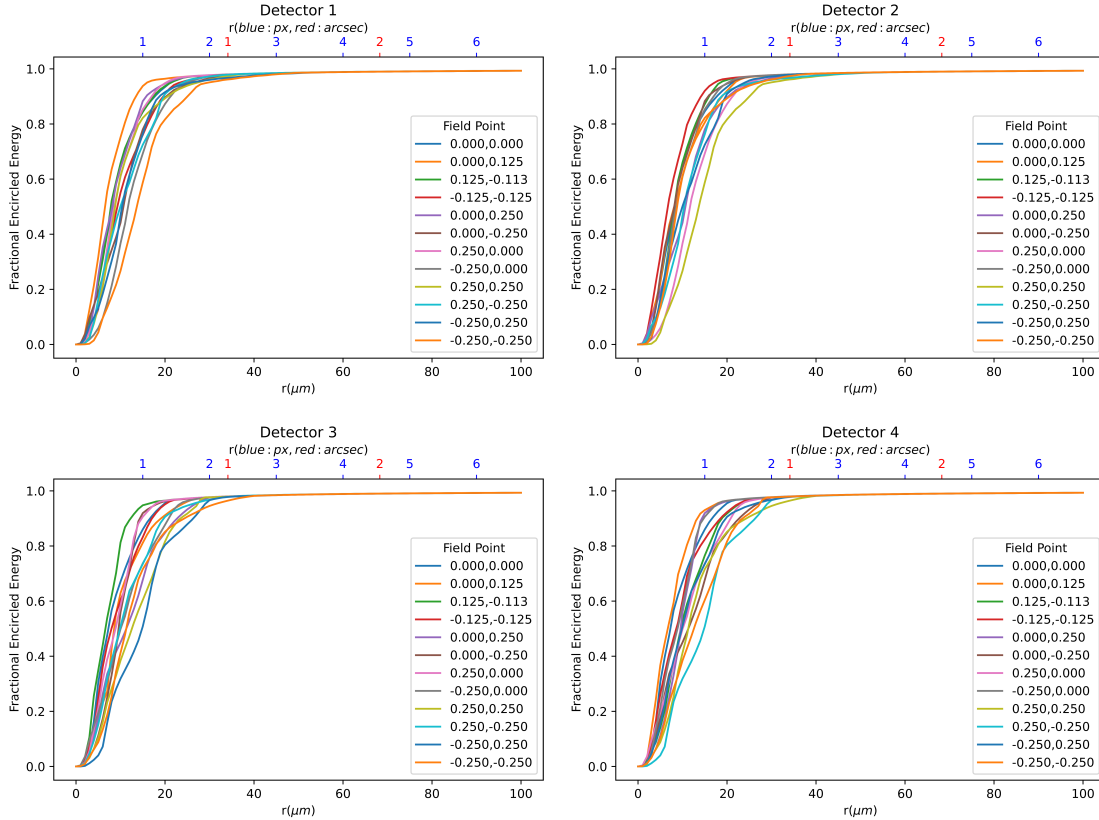 Detector 1
r(blue : px, red : arcsec)
1 2 1 3 4 2 5 6
1.0
0.8
0.6
0.4
0.2
0.0
Fractional Encircled Energy
Field Point
0.000,0.000
0.000,0.125
0.125,-0.113
-0.125,-0.125
0.000,0.250
0.000,-0.250
0.250,0.000
-0.250,0.000
0.250,0.250
0.250,-0.250
-0.250,0.250
-0.250,-0.250
0 20 40 60 80 100
r(μm)
Detector 2
r(blue : px, red : arcsec)
1 2 1 3 4 2 5 6
1.0
0.8
0.6
0.4
0.2
0.0
Fractional Encircled Energy
Field Point
0.000,0.000
0.000,0.125
0.125,-0.113
-0.125,-0.125
0.000,0.250
0.000,-0.250
0.250,0.000
-0.250,0.000
0.250,0.250
0.250,-0.250
-0.250,0.250
-0.250,-0.250
0 20 40 60 80 100
r(μm)
Detector 3
r(blue : px, red : arcsec)
1 2 1 3 4 2 5 6
1.0
0.8
0.6
0.4
0.2
0.0
Fractional Encircled Energy
Field Point
0.000,0.000
0.000,0.125
0.125,-0.113
-0.125,-0.125
0.000,0.250
0.000,-0.250
0.250,0.000
-0.250,0.000
0.250,0.250
0.250,-0.250
-0.250,0.250
-0.250,-0.250
0 20 40 60 80 100
r(μm)
Detector 4
r(blue : px, red : arcsec)
1 2 1 3 4 2 5 6
1.0
0.8
0.6
0.4
0.2
0.0
Fractional Encircled Energy
Field Point
0.000,0.000
0.000,0.125
0.125,-0.113
-0.125,-0.125
0.000,0.250
0.000,-0.250
0.250,0.000
-0.250,0.000
0.250,0.250
0.250,-0.250
-0.250,0.250
-0.250,-0.250
0 20 40 60 80 100
r(μm)